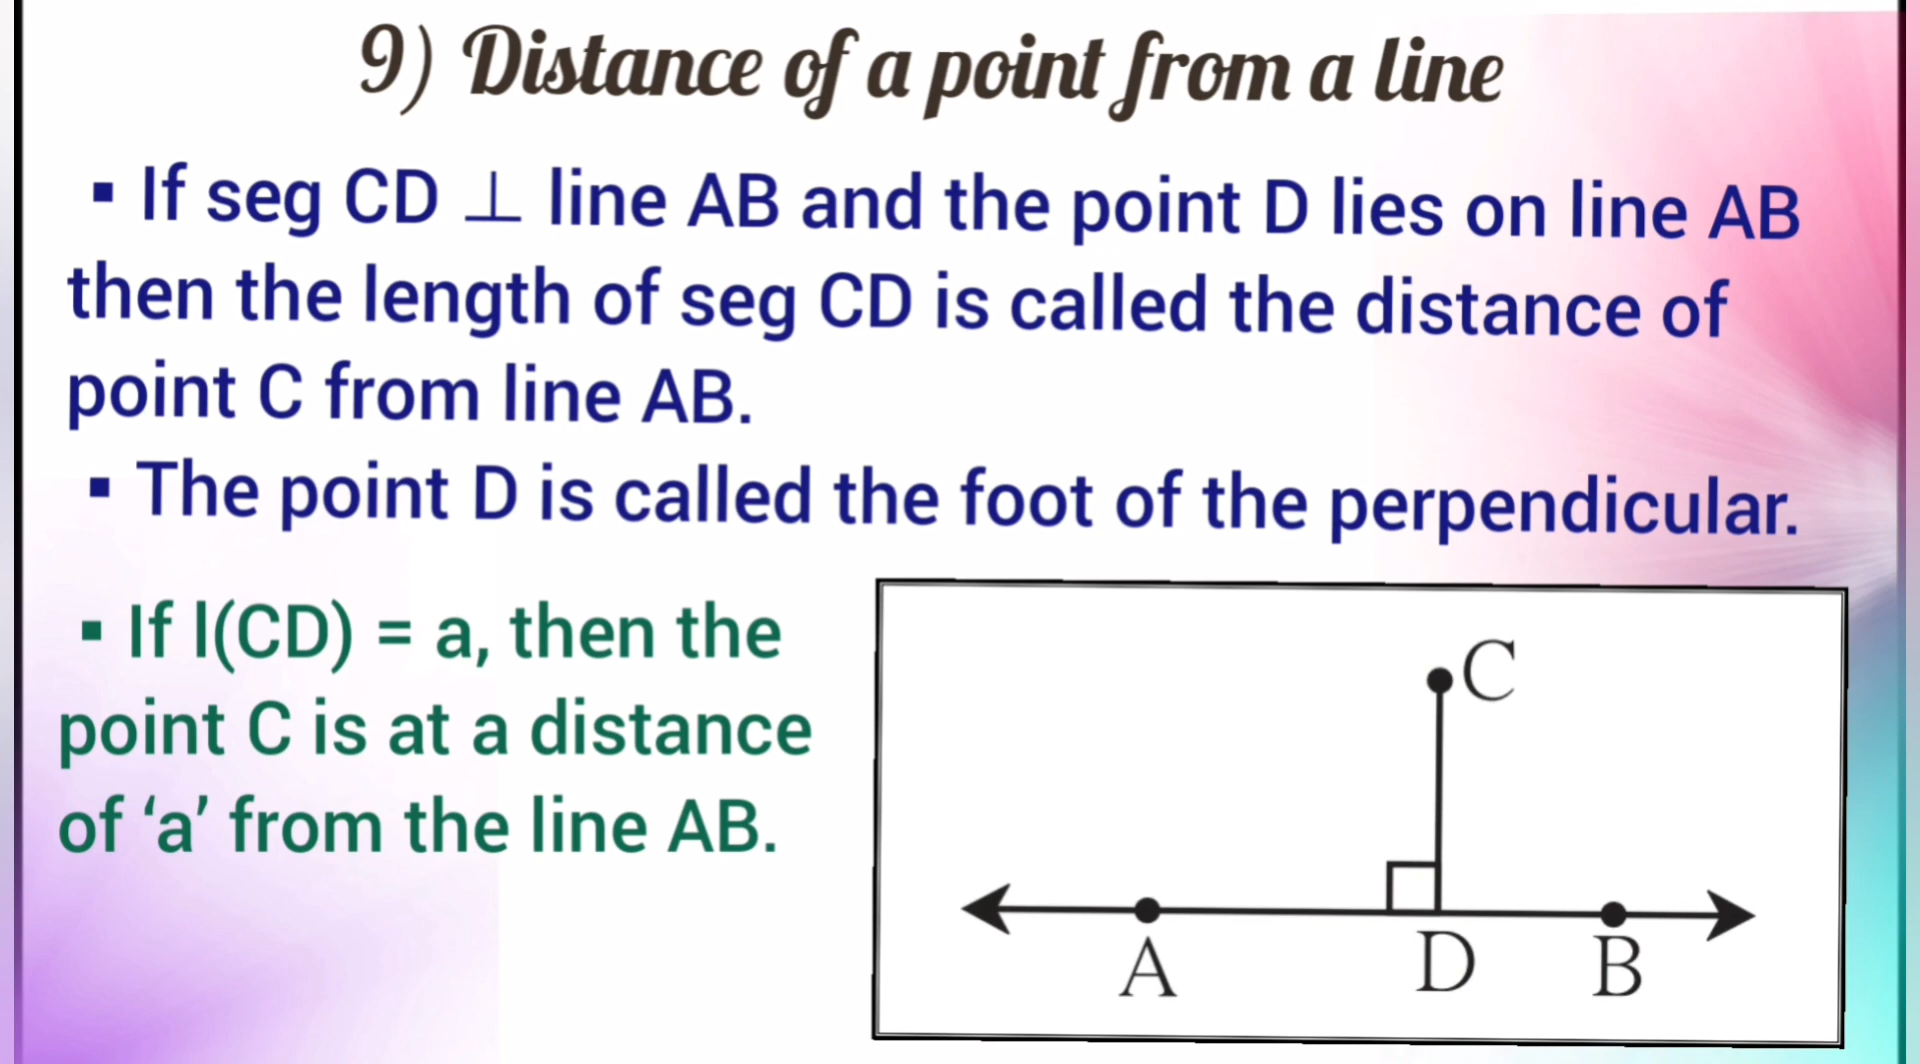 9) Distance of a point from a line
▪ If seg CD ⊥ line AB and the point D lies on line AB
then the length of seg CD is called the distance of
point C from line AB.
▪ The point D is called the foot of the perpendicular.
▪ If l(CD) = a, then the
point C is at a distance
of ‘a’ from the line AB.
C
A
D
B